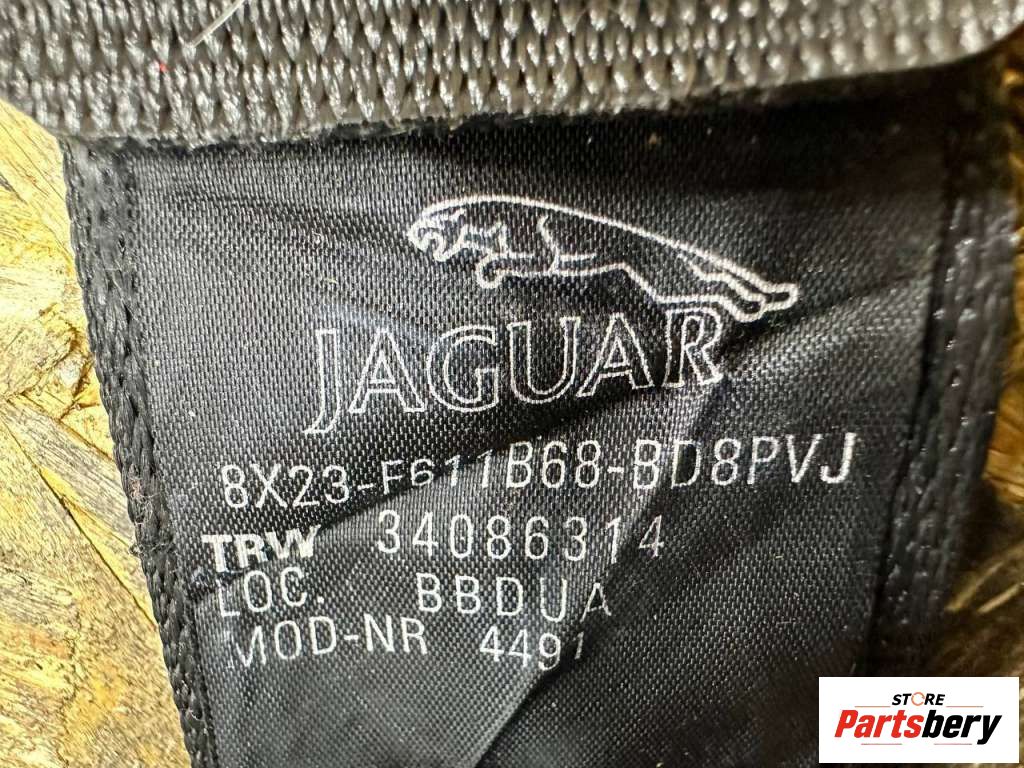 JAGUAR
8X23-F611B68-BD8PVJ
TRW 34086314
LOC. BBDUA
MOD-NR 4491
STORE
Partsbery